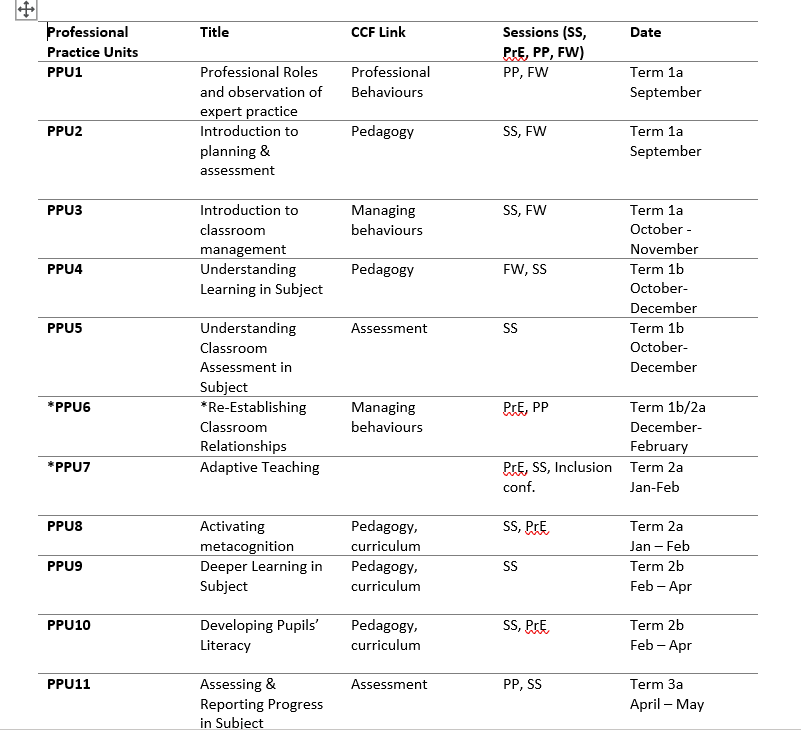 Professional Practice Units | Title | CCF Link | Sessions (SS, PrE, PP, FW) | Date
PPU1 | Professional Roles and observation of expert practice | Professional Behaviours | PP, FW | Term 1a September
PPU2 | Introduction to planning & assessment | Pedagogy | SS, FW | Term 1a September
PPU3 | Introduction to classroom management | Managing behaviours | SS, FW | Term 1a October - November
PPU4 | Understanding Learning in Subject | Pedagogy | FW, SS | Term 1b October- December
PPU5 | Understanding Classroom Assessment in Subject | Assessment | SS | Term 1b October- December
*PPU6 | *Re-Establishing Classroom Relationships | Managing behaviours | PrE, PP | Term 1b/2a December- February
*PPU7 | Adaptive Teaching | | PrE, SS, Inclusion conf. | Term 2a Jan-Feb
PPU8 | Activating metacognition | Pedagogy, curriculum | SS, PrE | Term 2a Jan – Feb
PPU9 | Deeper Learning in Subject | Pedagogy, curriculum | SS | Term 2b Feb – Apr
PPU10 | Developing Pupils’ Literacy | Pedagogy, curriculum | SS, PrE | Term 2b Feb – Apr
PPU11 | Assessing & Reporting Progress in Subject | Assessment | PP, SS | Term 3a April – May